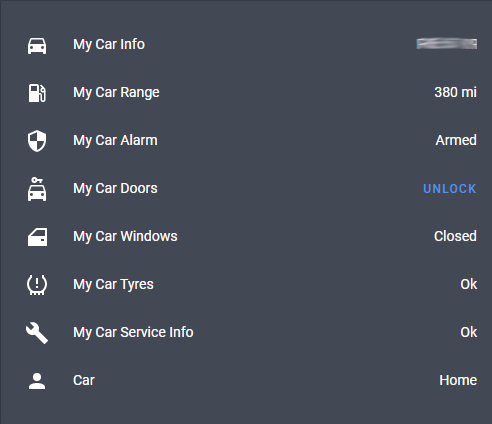 My Car Info
My Car Range 380 mi
My Car Alarm Armed
My Car Doors UNLOCK
My Car Windows Closed
My Car Tyres Ok
My Car Service Info Ok
Car Home